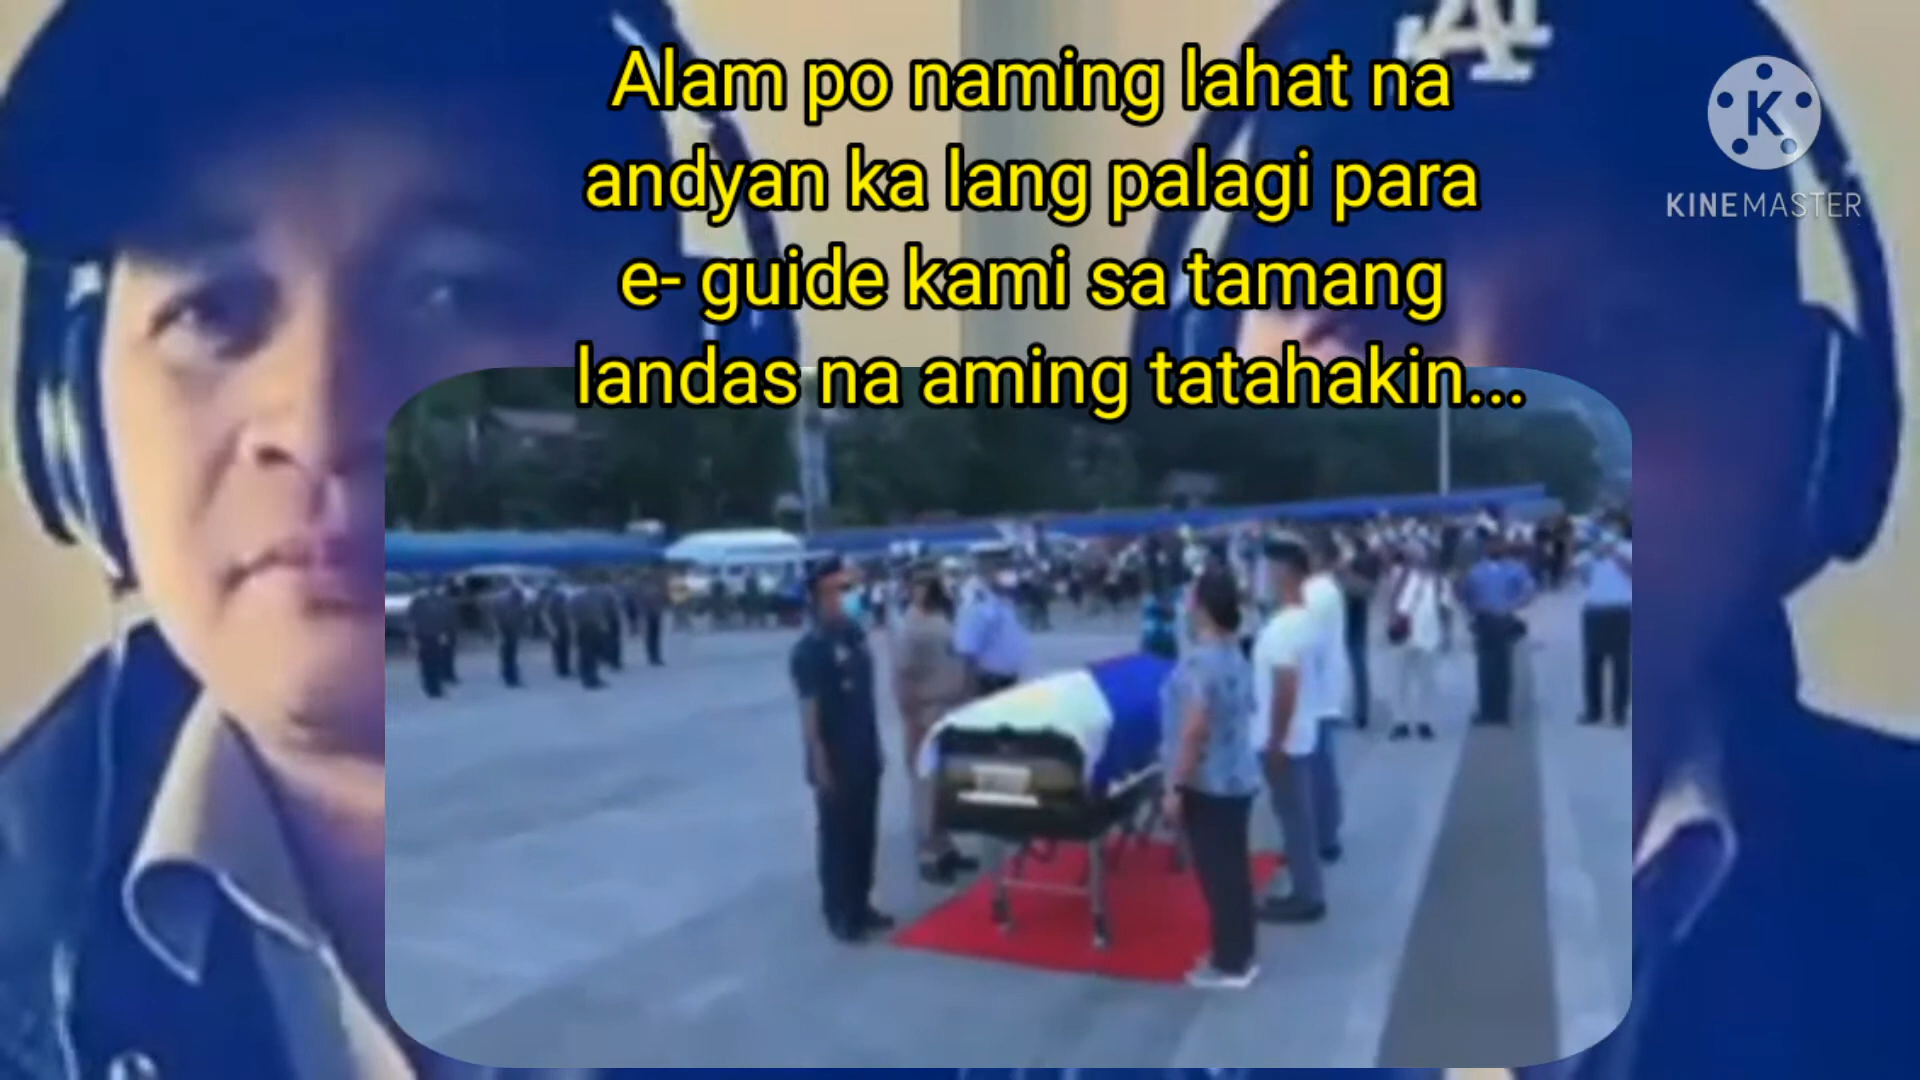 Alam po naming lahat na
andyan ka lang palagi para
e- guide kami sa tamang
landas na aming tatahakin...
K
KINEMASTER
LA